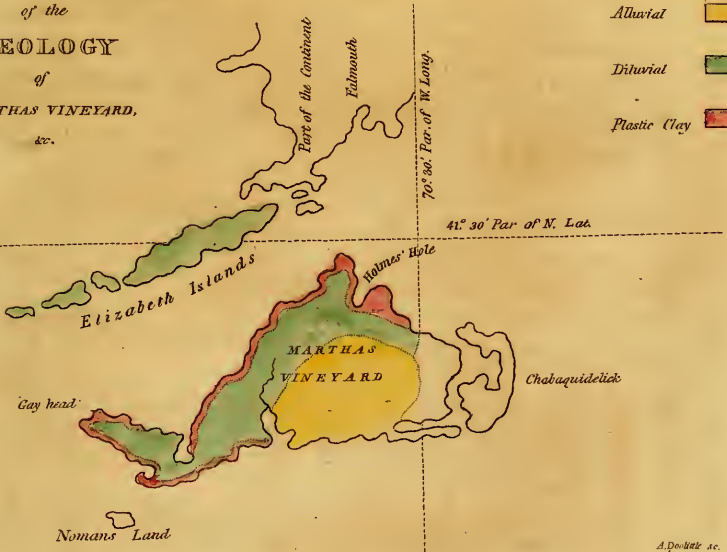 of the
EOLOGY
of
THAS VINEYARD,
&c.
Part of the Continent
Falmouth
70.° 30.' Par. of W. Long.
Alluvial
Diluvial
Plastic Clay
41.° 30' Par of N. Lat.
Elizabeth Islands
Holmes' Hole
MARTHAS
VINEYARD
Chabaquidelick
Gay head
Nomans Land
A. Doolittle sc.